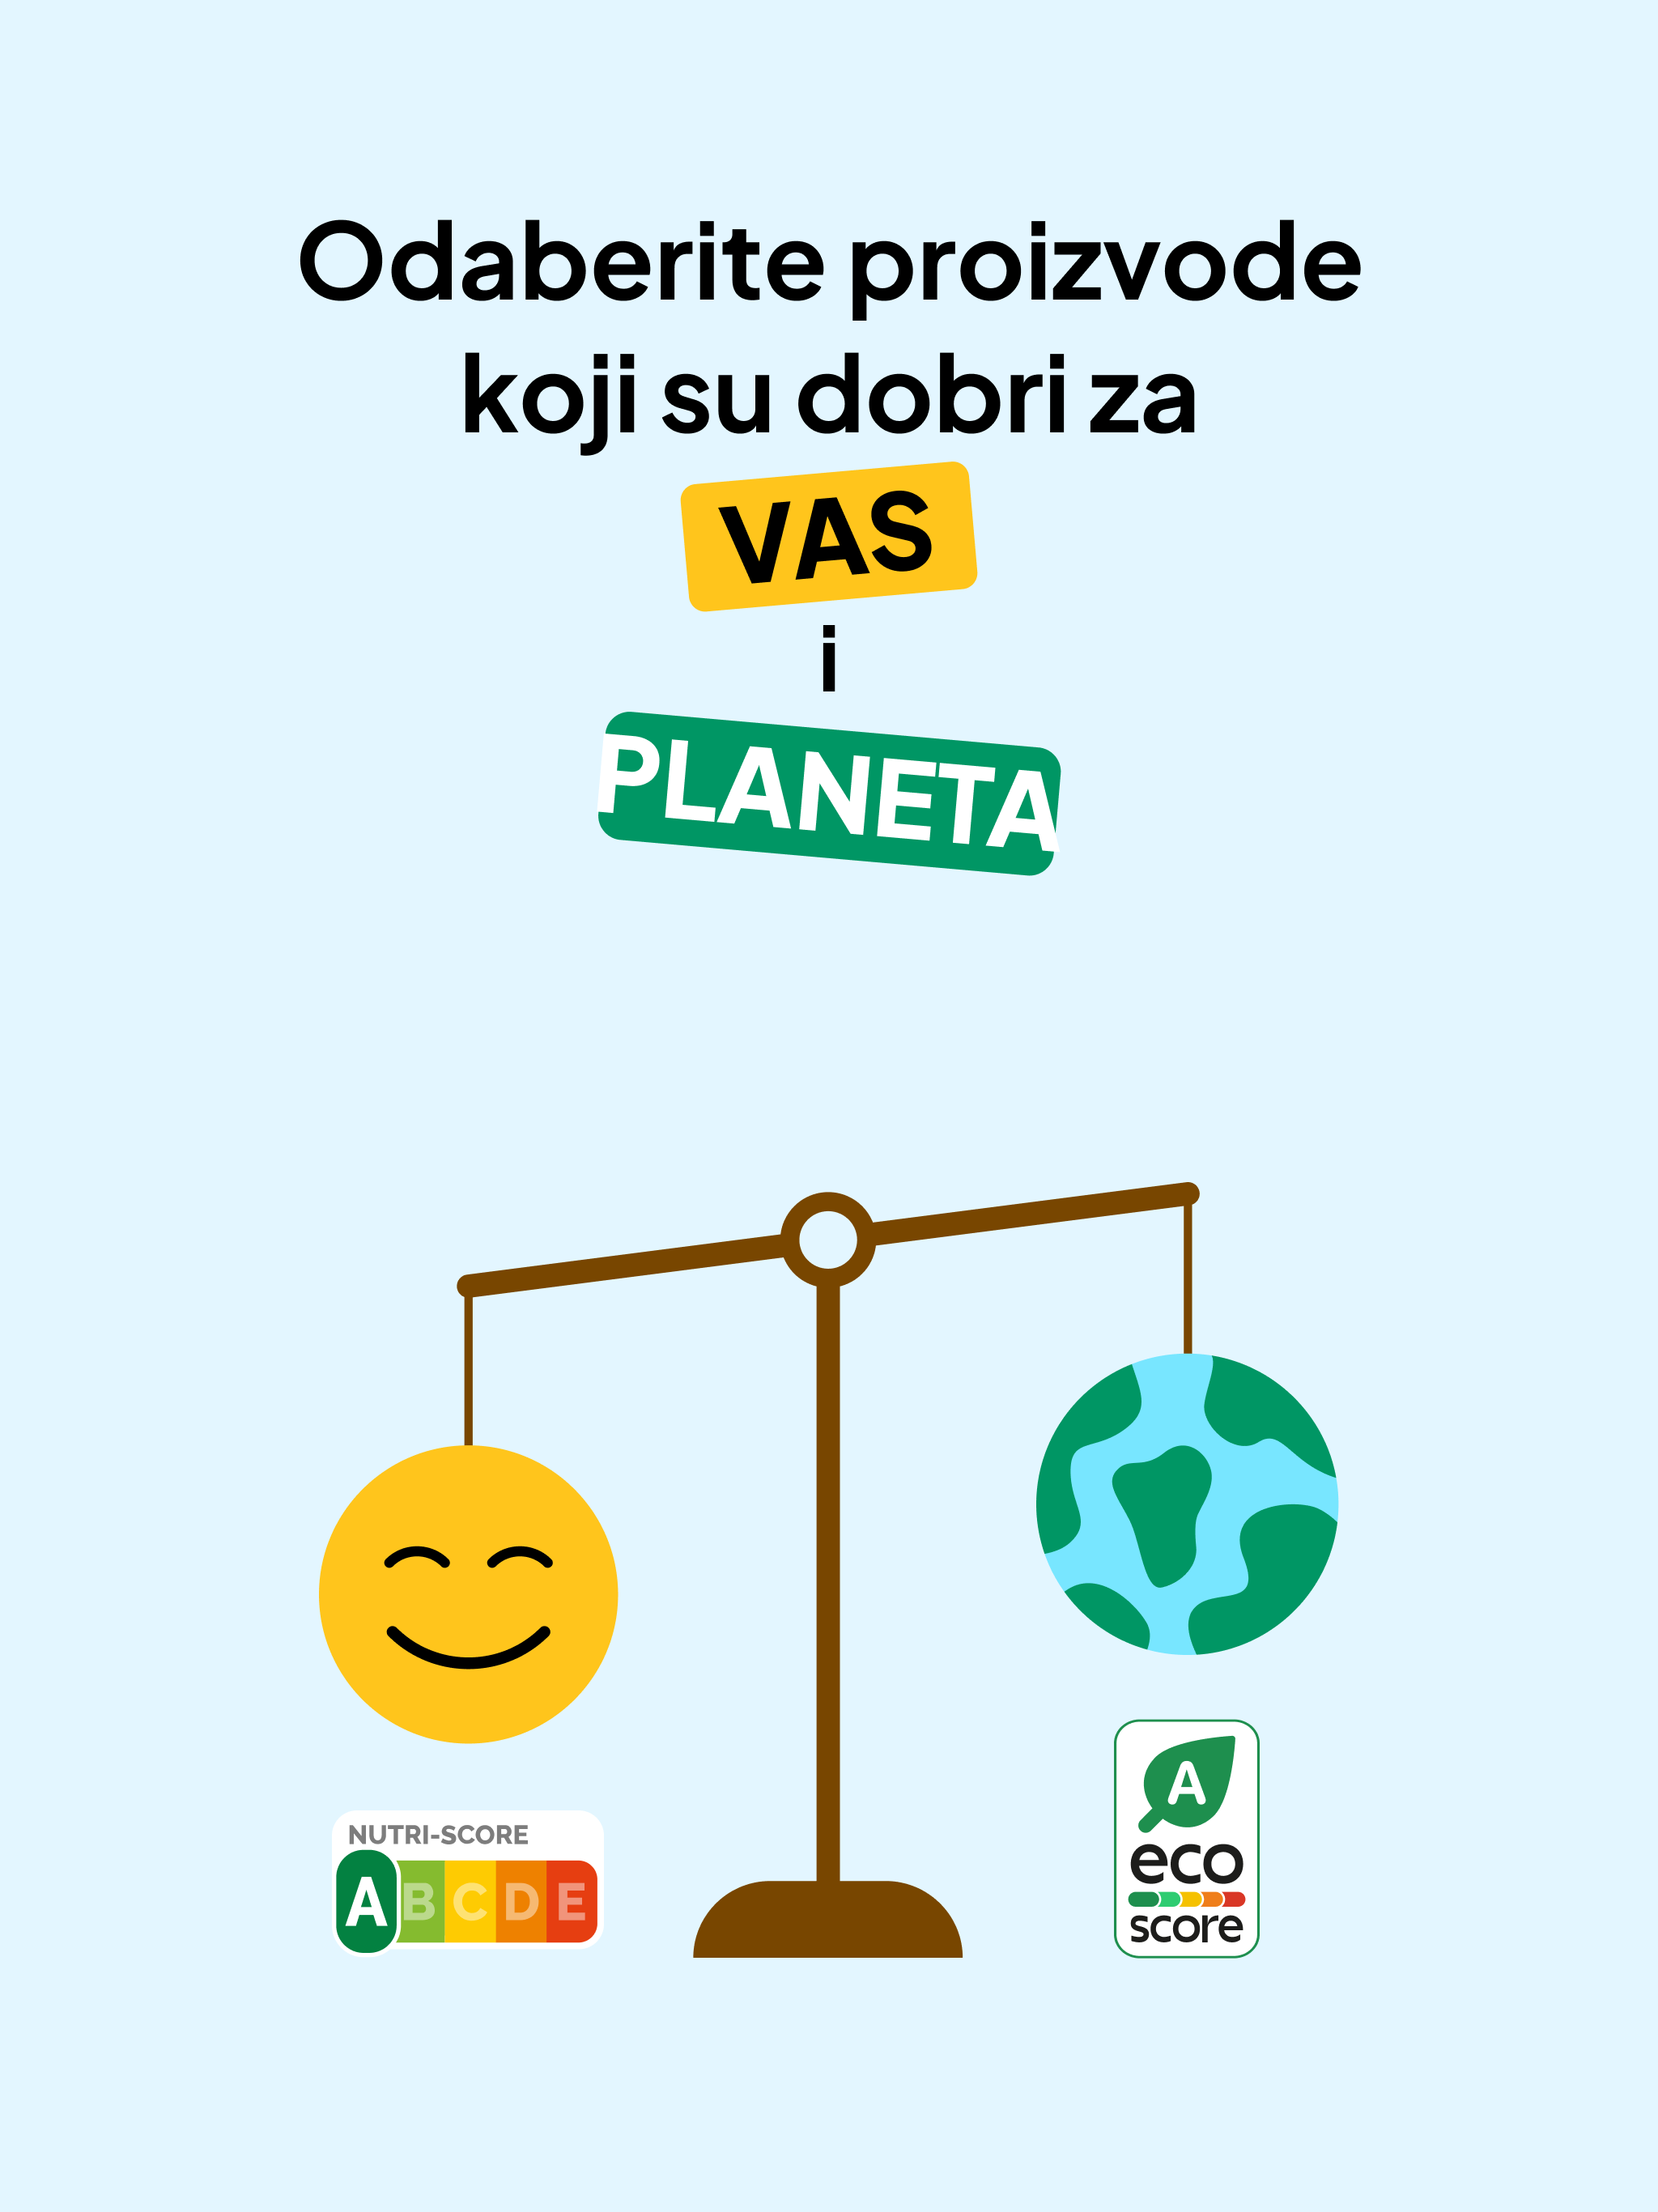 Odaberite proizvode
koji su dobri za
VAS
i
PLANETA
NUTRI-SCORE
A B C D E
A
eco
score